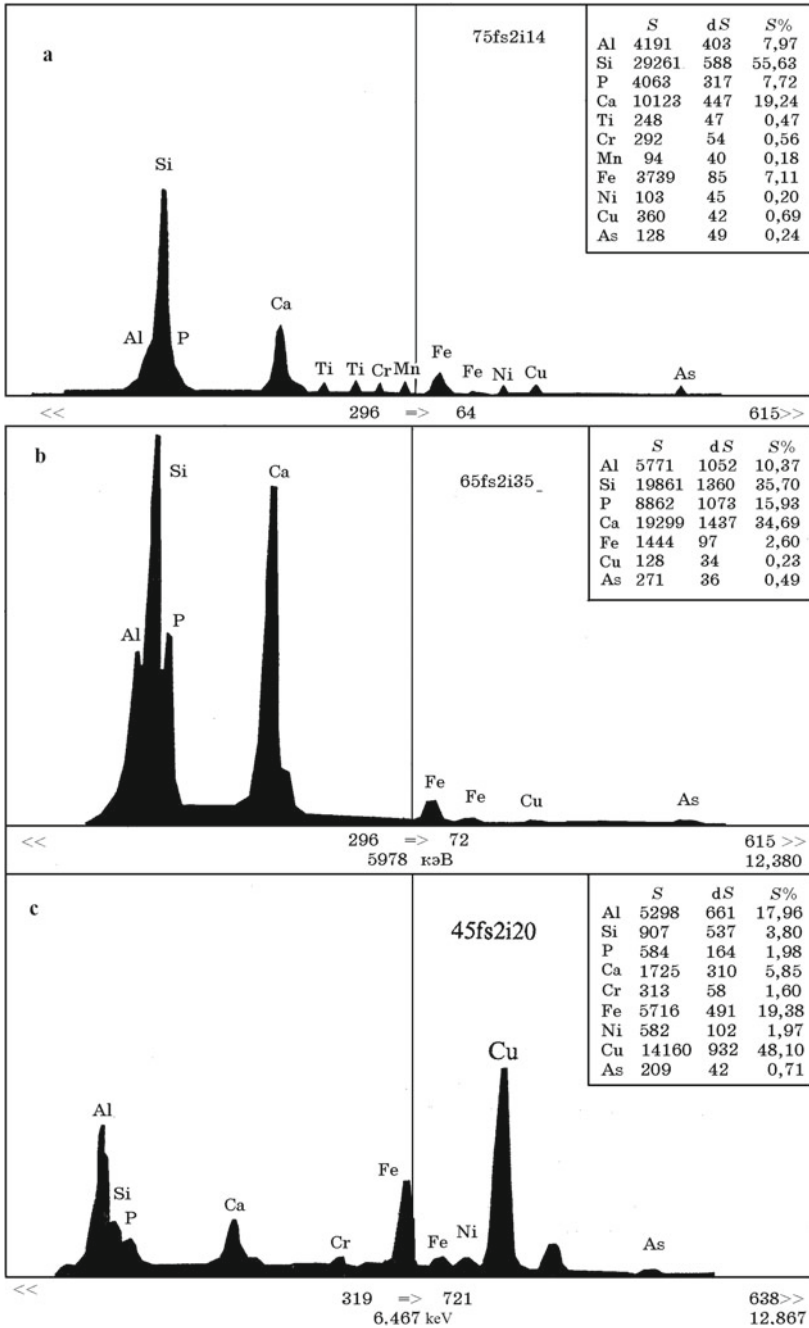 a
75fs2i14
S dS S%
Al 4191 403 7,97
Si 29261 588 55,63
P 4063 317 7,72
Ca 10123 447 19,24
Ti 248 47 0,47
Cr 292 54 0,56
Mn 94 40 0,18
Fe 3739 85 7,11
Ni 103 45 0,20
Cu 360 42 0,69
As 128 49 0,24
Si
Ca
Al P
Ti Ti Cr Mn Fe Fe Ni Cu As
<< 296 => 64 615>>
b
65fs2i35_
S dS S%
Al 5771 1052 10,37
Si 19861 1360 35,70
P 8862 1073 15,93
Ca 19299 1437 34,69
Fe 1444 97 2,60
Cu 128 34 0,23
As 271 36 0,49
Si Ca
Al P
Fe Fe Cu As
<< 296 => 72 615 >>
5978 кэВ 12,380
c
45fs2i20
S dS S%
Al 5298 661 17,96
Si 907 537 3,80
P 584 164 1,98
Ca 1725 310 5,85
Cr 313 58 1,60
Fe 5716 491 19,38
Ni 582 102 1,97
Cu 14160 932 48,10
As 209 42 0,71
Cu
Al
Fe
Si
P
Ca
Cr Fe Ni As
<< 319 => 721 638>>
6.467 keV 12,867